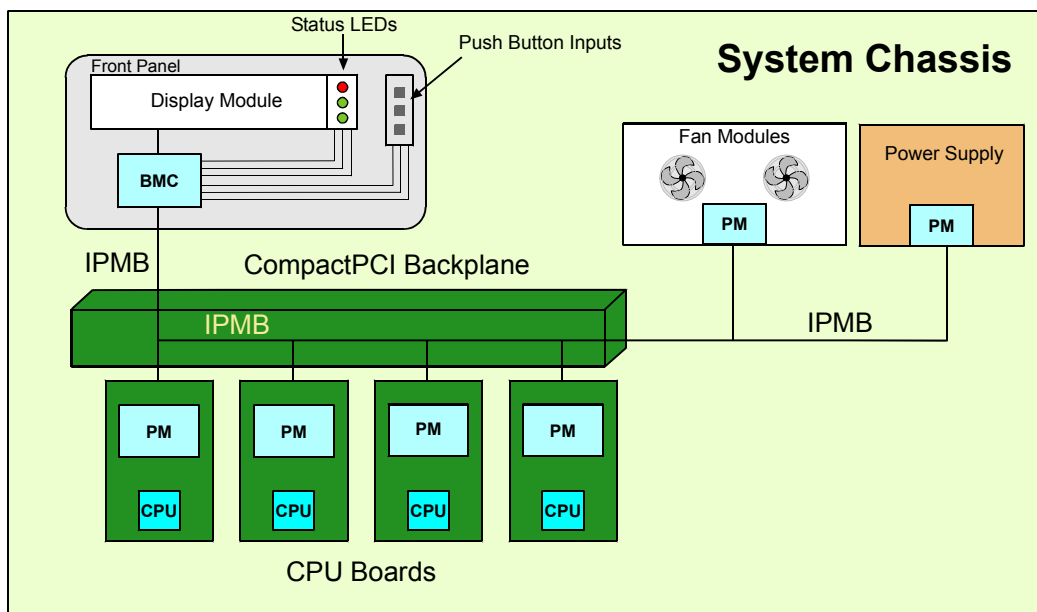 Status LEDs
Push Button Inputs
System Chassis
Front Panel
Display Module
BMC
Fan Modules
PM
Power Supply
PM
IPMB
CompactPCI Backplane
IPMB
IPMB
PM
PM
PM
PM
CPU
CPU
CPU
CPU
CPU Boards